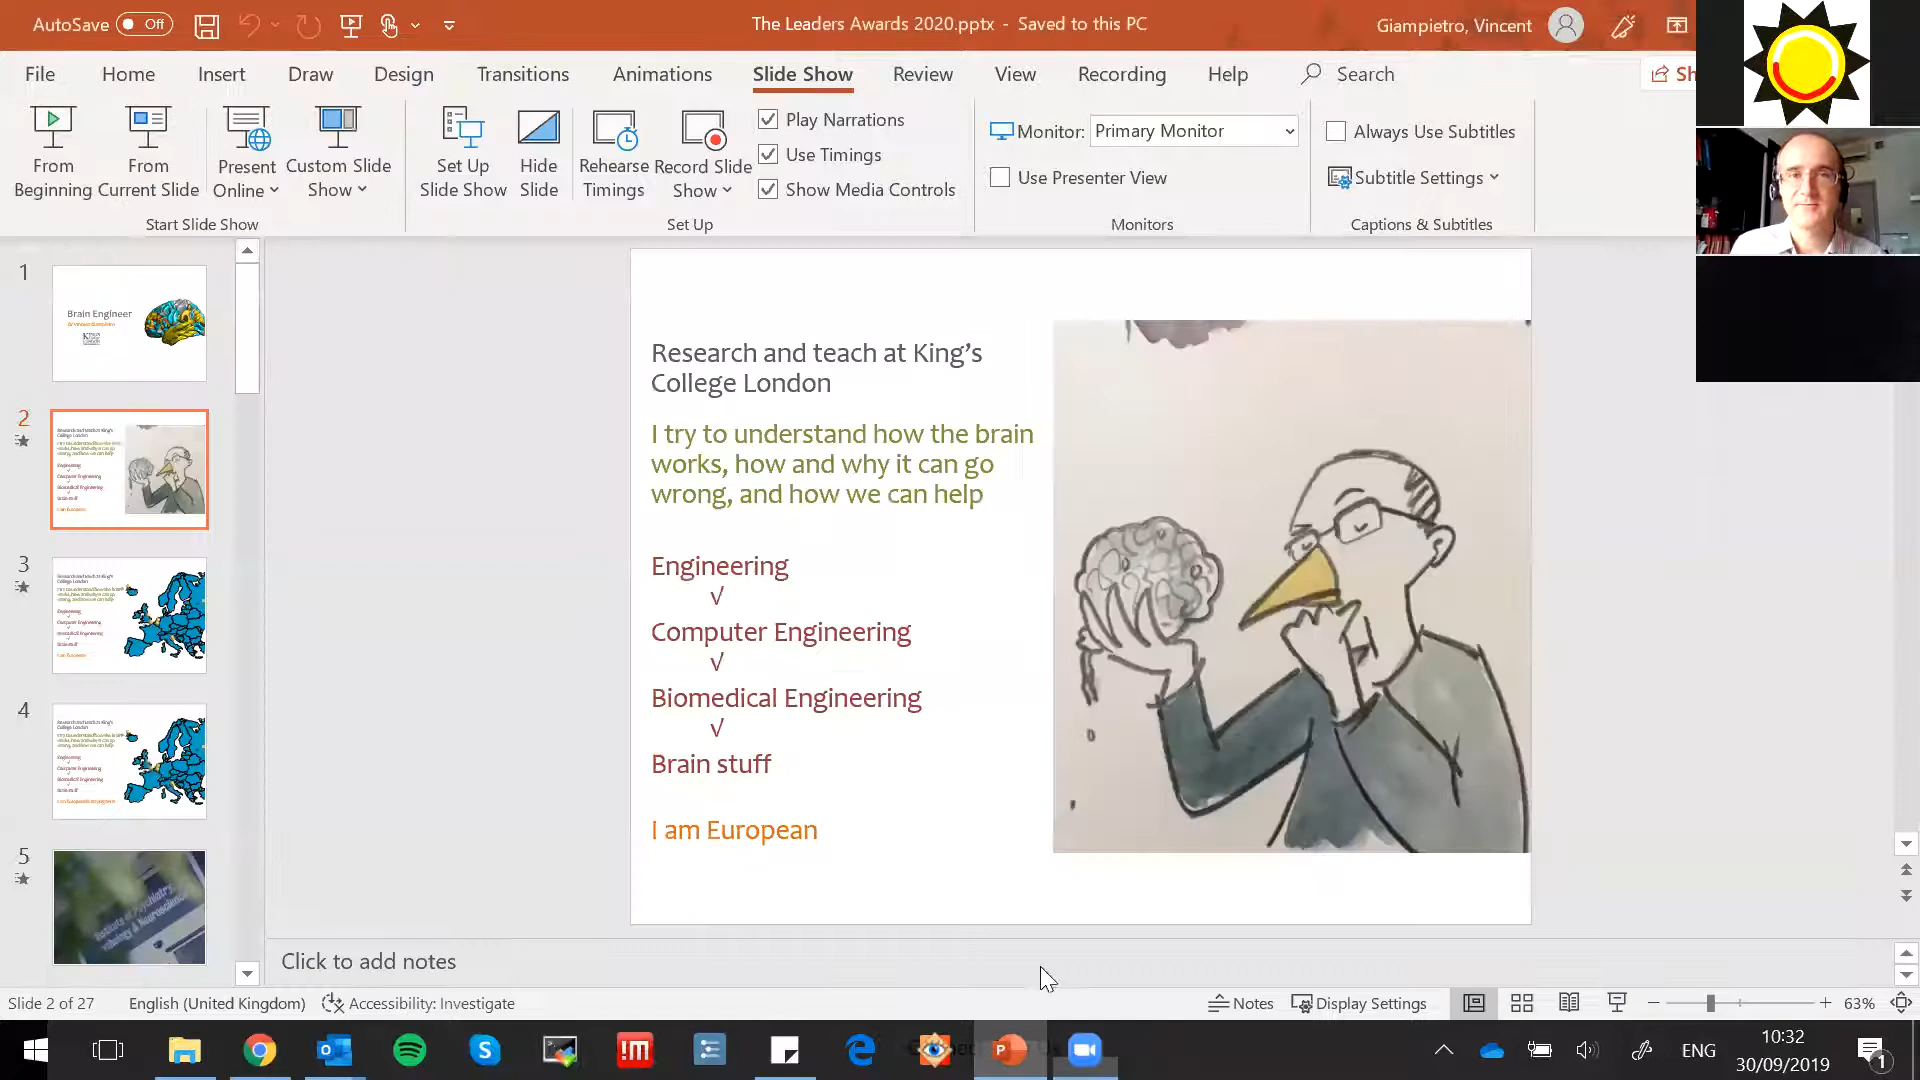 AutoSave Off
The Leaders Awards 2020.pptx - Saved to this PC
Giampietro, Vincent
File Home Insert Draw Design Transitions Animations Slide Show Review View Recording Help Search Sh
From Beginning
From Current Slide
Present Online
Custom Slide Show
Set Up Slide Show
Hide Slide
Rehearse Timings
Record Slide Show
Play Narrations
Use Timings
Show Media Controls
Monitor: Primary Monitor
Use Presenter View
Always Use Subtitles
Subtitle Settings
Start Slide Show
Set Up
Monitors
Captions & Subtitles
1
Brain Engineer
2
3
4
5
Research and teach at King's
College London
I try to understand how the brain
works, how and why it can go
wrong, and how we can help
Engineering
√
Computer Engineering
√
Biomedical Engineering
√
Brain stuff
I am European
Click to add notes
Slide 2 of 27 English (United Kingdom) Accessibility: Investigate Notes Display Settings 63%
ENG
10:32
30/09/2019
1